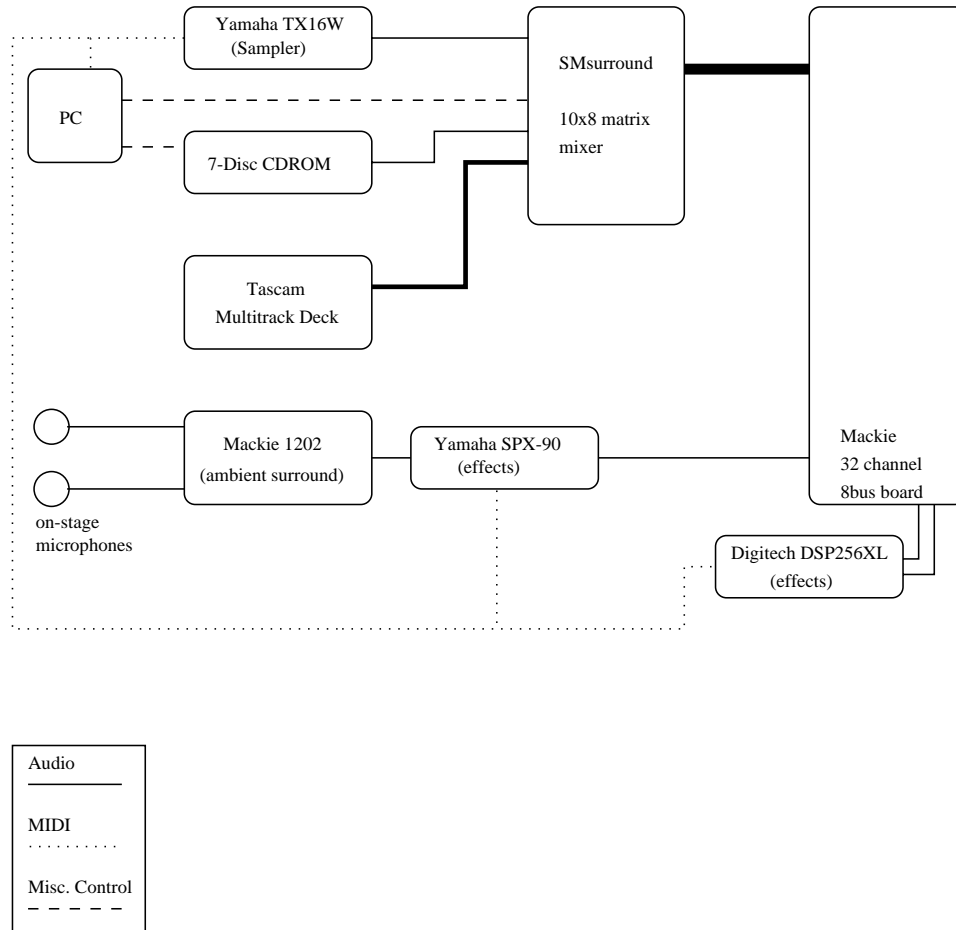 Yamaha TX16W
(Sampler)
SMsurround
10x8 matrix
mixer
PC
7-Disc CDROM
Tascam
Multitrack Deck
Mackie 1202
(ambient surround)
Yamaha SPX-90
(effects)
Mackie
32 channel
8bus board
on-stage
microphones
Digitech DSP256XL
(effects)
Audio
MIDI
Misc. Control